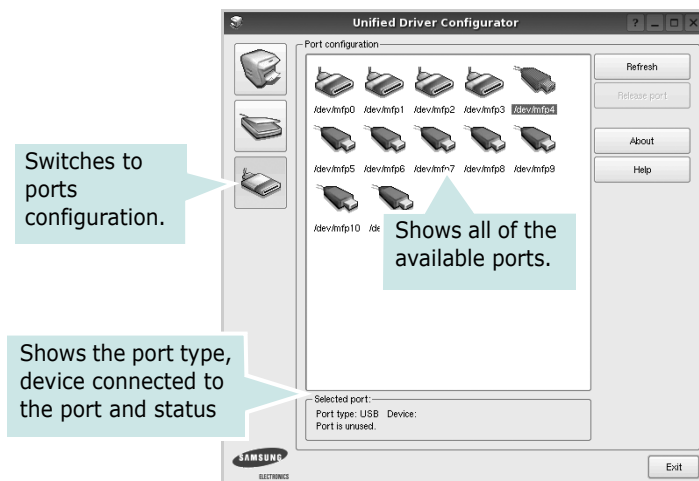 Unified Driver Configurator
Port configuration
/dev/mfp0 /dev/mfp1 /dev/mfp2 /dev/mfp3 /dev/mfp4
/dev/mfp5 /dev/mfp6 /dev/mfp7 /dev/mfp8 /dev/mfp9
/dev/mfp10 /de
Refresh
Release port
About
Help
Switches to
ports
configuration.
Shows all of the
available ports.
Shows the port type,
device connected to
the port and status
Selected port:
Port type: USB Device:
Port is unused.
SAMSUNG
ELECTRONICS
Exit